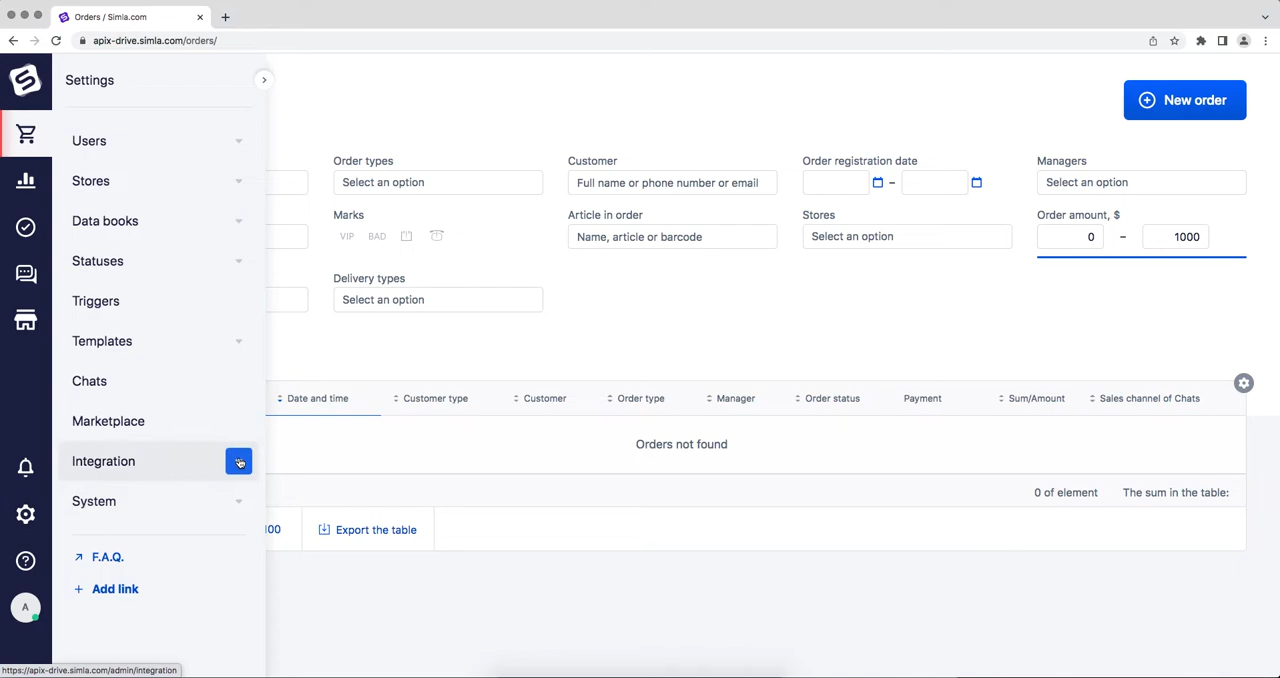 Orders / Simla.com
apix-drive.simla.com/orders/
Settings
New order
Users
Stores
Data books
Statuses
Triggers
Templates
Chats
Marketplace
Integration
System
F.A.Q.
+ Add link
Order types
Select an option
Customer
Full name or phone number or email
Order registration date
–
Managers
Select an option
Marks
VIP BAD
Article in order
Name, article or barcode
Stores
Select an option
Order amount, $
0 – 1000
Delivery types
Select an option
Date and time Customer type Customer Order type Manager Order status Payment Sum/Amount Sales channel of Chats
Orders not found
0 of element The sum in the table:
100 Export the table
A
https://apix-drive.simla.com/admin/integration